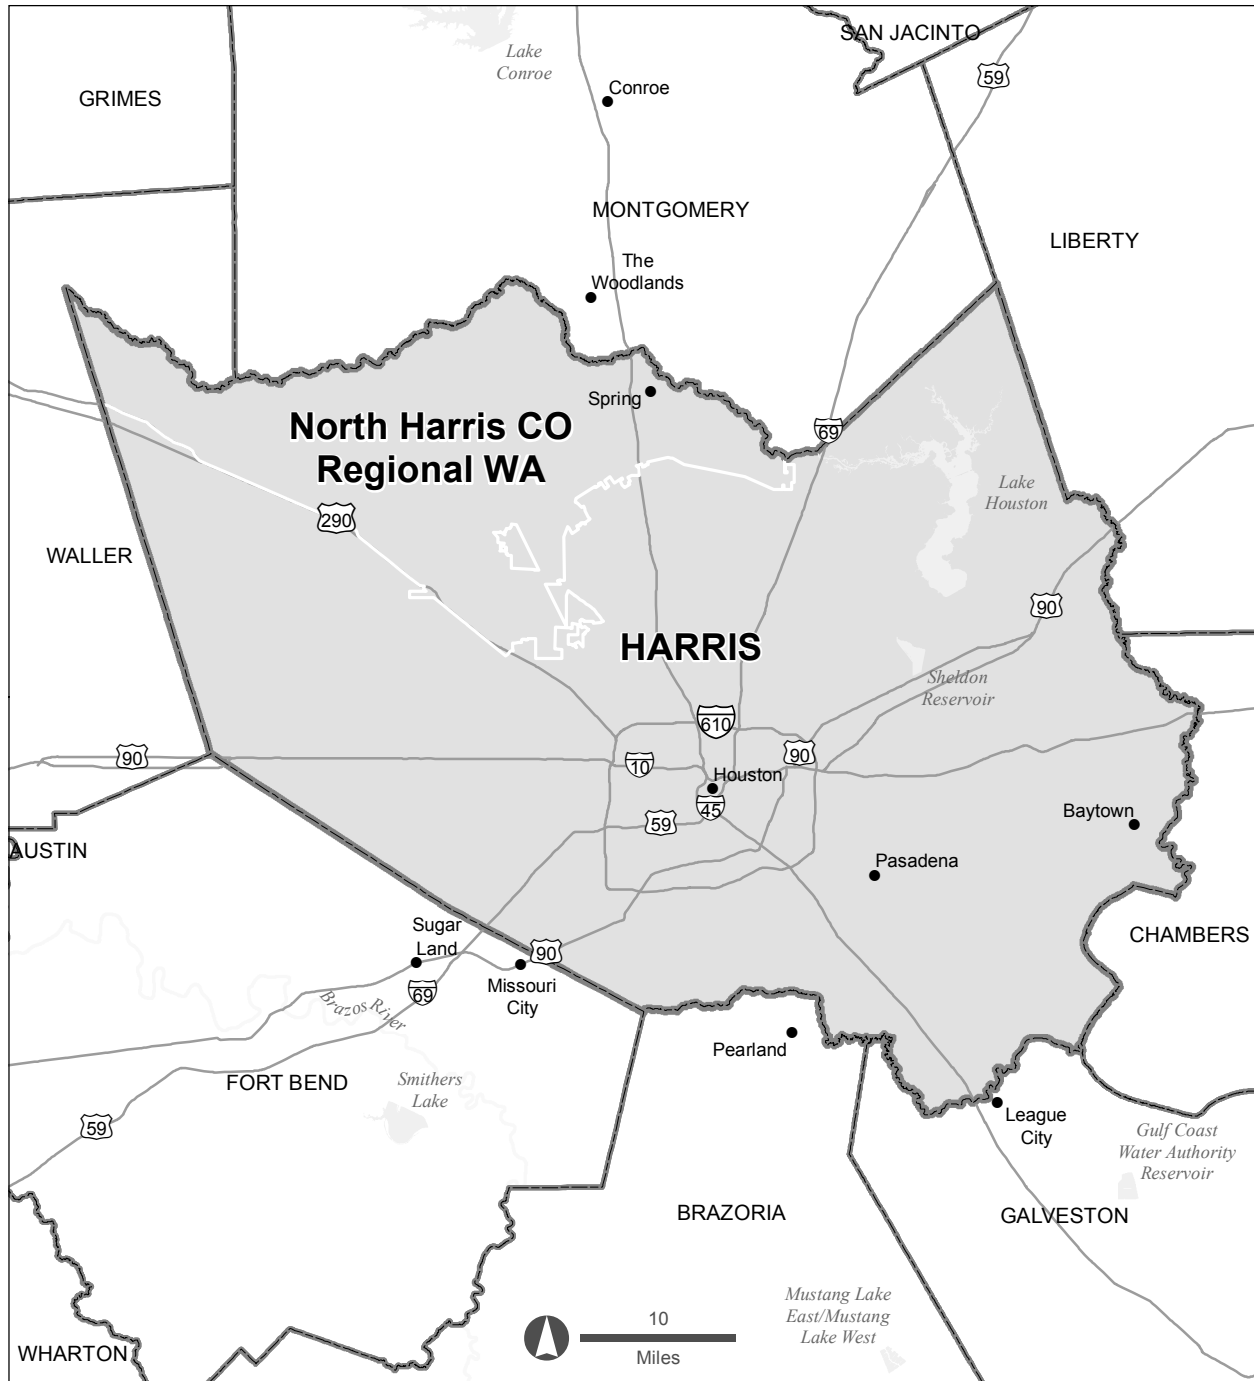 SAN JACINTO
Lake
Conroe
59
Conroe
GRIMES
MONTGOMERY
LIBERTY
The
Woodlands
Spring
North Harris CO
Regional WA
69
Lake
Houston
290
WALLER
90
HARRIS
Sheldon
Reservoir
610
90
10
90
Houston
45
59
Baytown
AUSTIN
Pasadena
Sugar
Land
90
CHAMBERS
Missouri
City
69
Brazos River
Pearland
FORT BEND
Smithers
Lake
59
League
City
Gulf Coast
Water Authority
Reservoir
BRAZORIA
GALVESTON
Mustang Lake
East/Mustang
Lake West
10
Miles
WHARTON